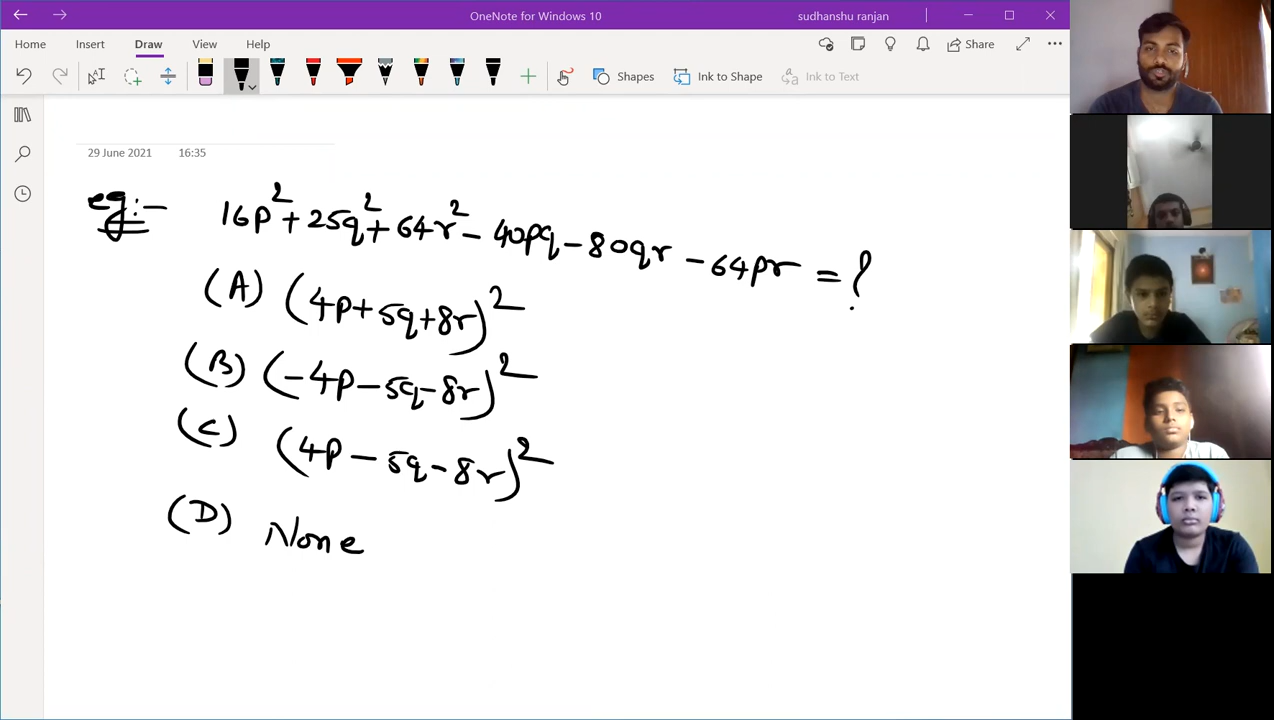 OneNote for Windows 10
sudhanshu ranjan
Home Insert Draw View Help
Share
Shapes Ink to Shape Ink to Text
29 June 2021 16:35
eg:- 16p² + 25q² + 64r² - 40pq - 80qr - 64pr = ?
(A) (4p+5q+8r)²
(B) (-4p-5q-8r)²
(C) (4p-5q-8r)²
(D) None